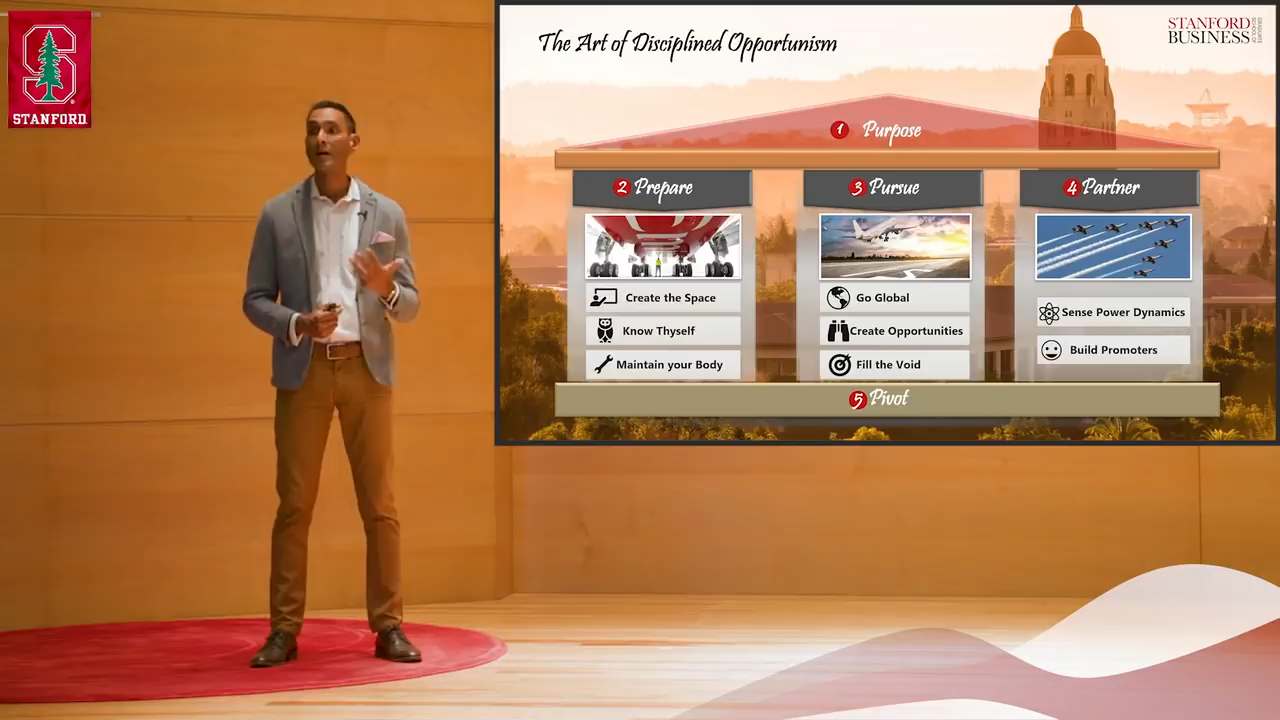 STANFORD
The Art of Disciplined Opportunism
STANFORD
BUSINESS
1 Purpose
2 Prepare
3 Pursue
4 Partner
Create the Space
Know Thyself
Maintain your Body
Go Global
Create Opportunities
Fill the Void
Sense Power Dynamics
Build Promoters
5 Pivot